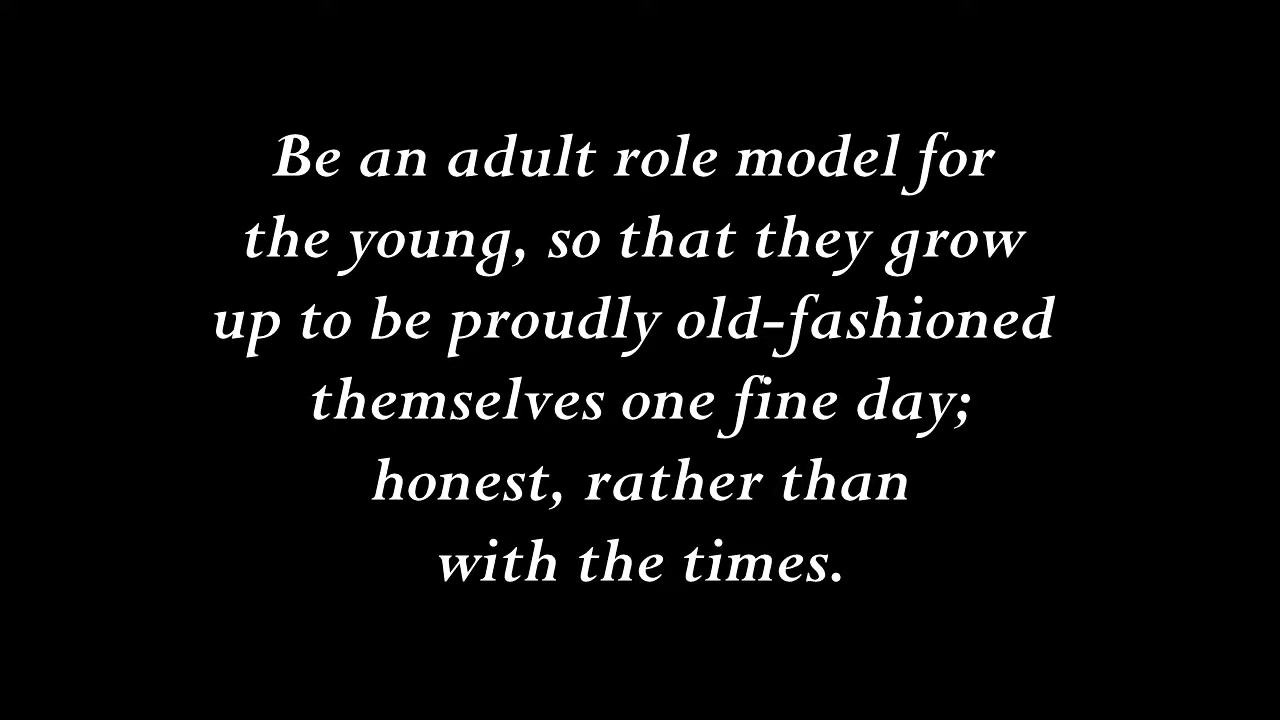 Be an adult role model for
the young, so that they grow
up to be proudly old-fashioned
themselves one fine day;
honest, rather than
with the times.